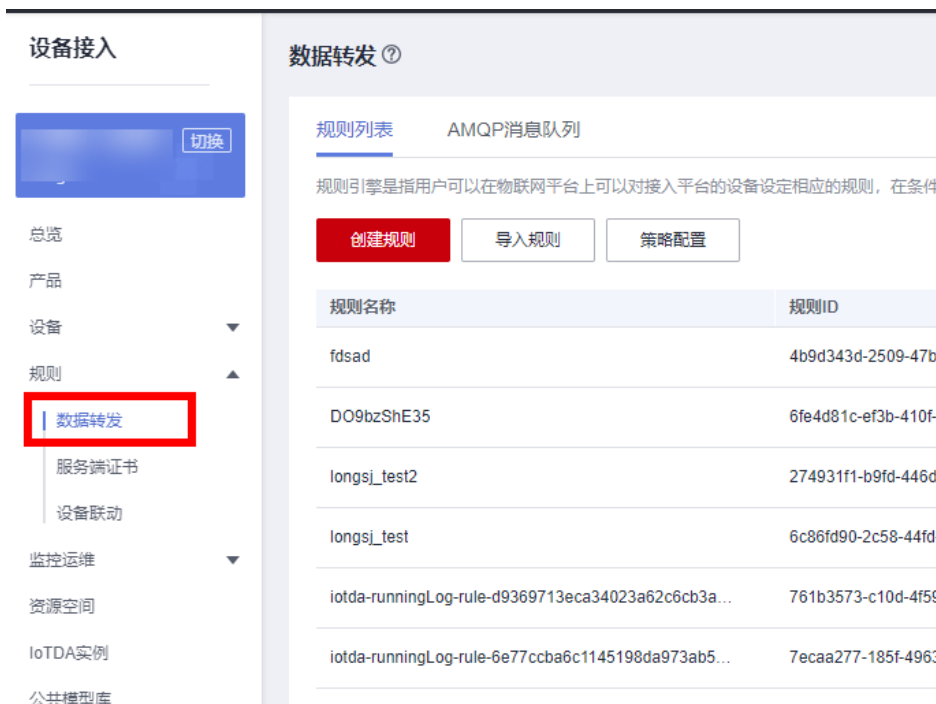 设备接入
切换
总览
产品
设备
规则
数据转发
服务端证书
设备联动
监控运维
资源空间
IoTDA实例
公共模型库
数据转发
规则列表 AMQP消息队列
规则引擎是指用户可以在物联网平台上可以对接入平台的设备设定相应的规则，在条件
创建规则 导入规则 策略配置
规则名称 规则ID
fdsad 4b9d343d-2509-47b
DO9bzShE35 6fe4d81c-ef3b-410f-
longsj_test2 274931f1-b9fd-446d
longsj_test 6c86fd90-2c58-44fd
iotda-runningLog-rule-d9369713eca34023a62c6cb3a... 761b3573-c10d-4f59
iotda-runningLog-rule-6e77ccba6c1145198da973ab5... 7ecaa277-185f-4963